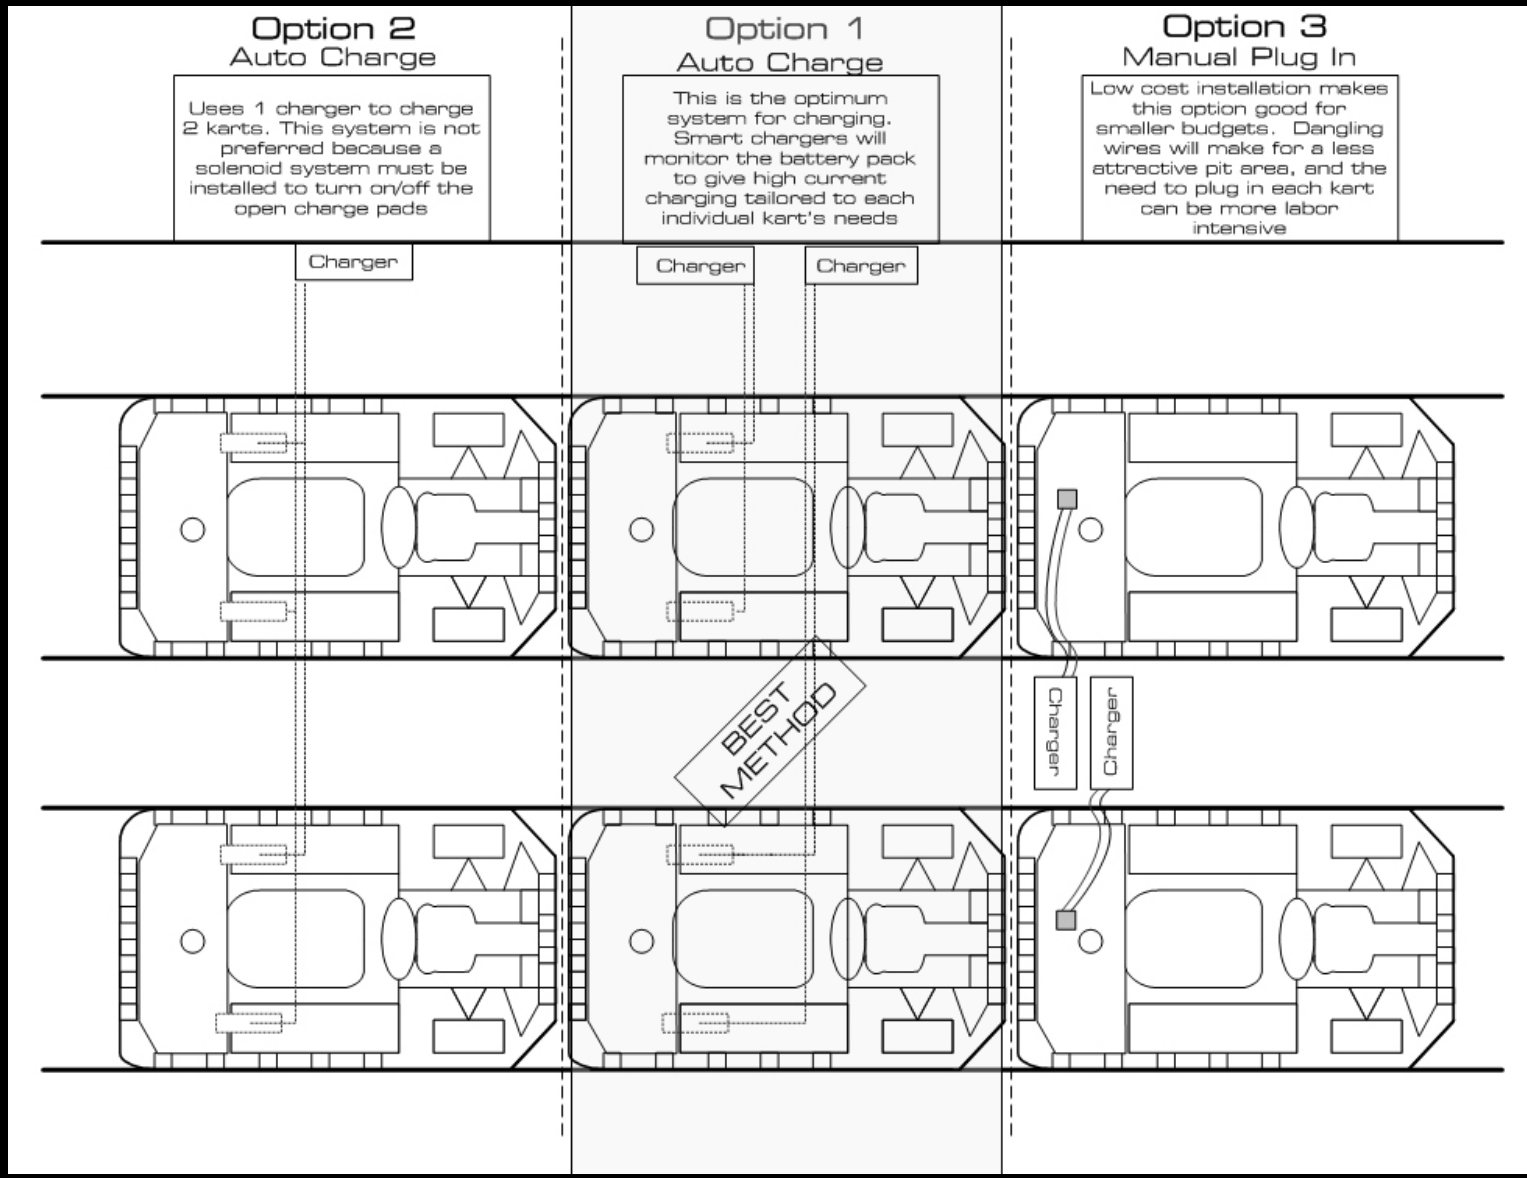 Option 2
Auto Charge
Uses 1 charger to charge
2 karts. This system is not
preferred because a
solenoid system must be
installed to turn on/off the
open charge pads
Charger
Option 1
Auto Charge
This is the optimum
system for charging.
Smart chargers will
monitor the battery pack
to give high current
charging tailored to each
individual kart's needs
Charger
Charger
BEST
METHOD
Option 3
Manual Plug In
Low cost installation makes
this option good for
smaller budgets. Dangling
wires will make for a less
attractive pit area, and the
need to plug in each kart
can be more labor
intensive
Charger
Charger